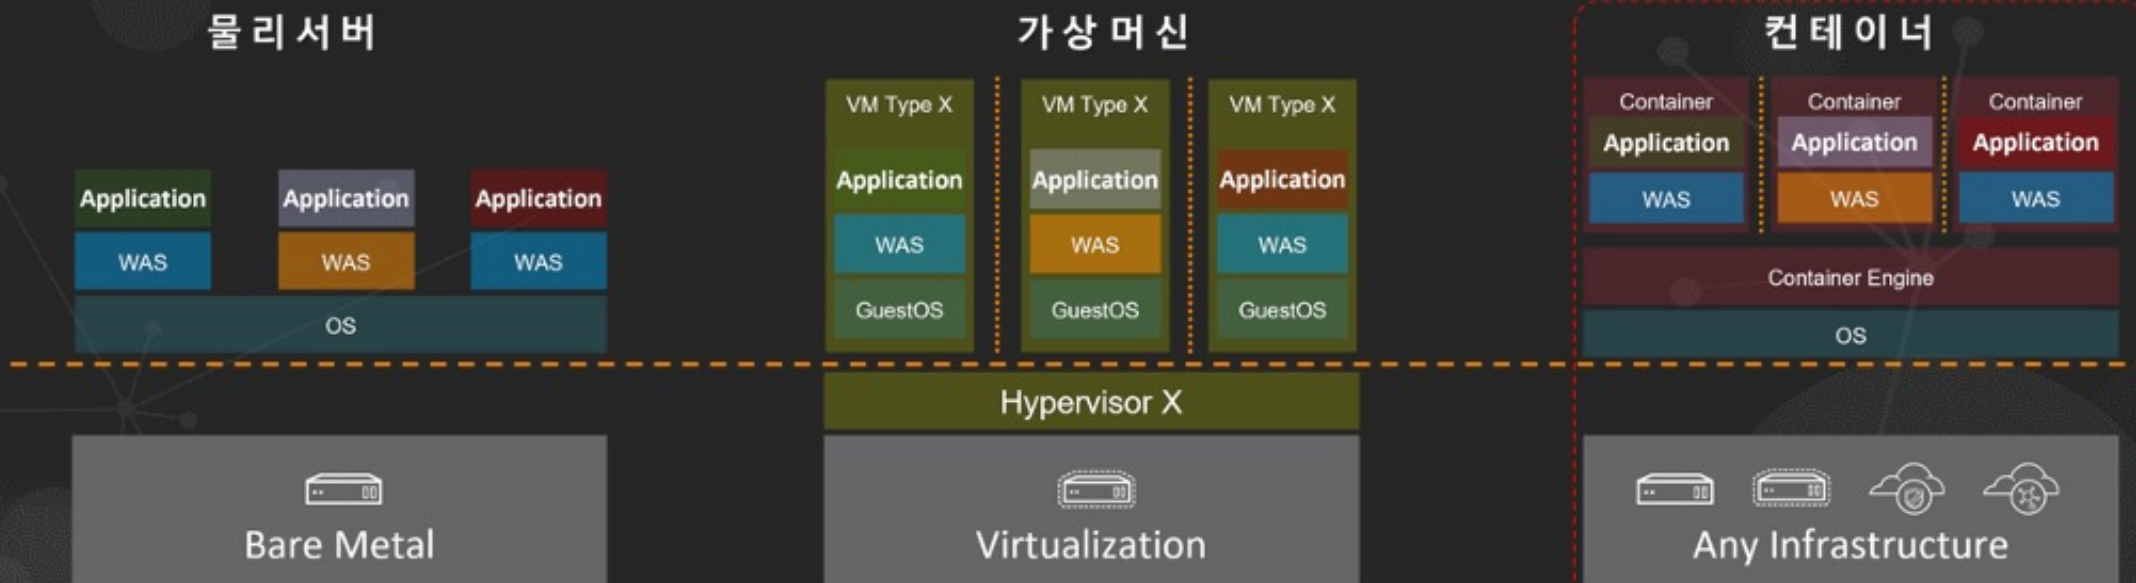 물리서버
Application
Application
Application
WAS
WAS
WAS
OS
Bare Metal
가상머신
VM Type X
VM Type X
VM Type X
Application
Application
Application
WAS
WAS
WAS
GuestOS
GuestOS
GuestOS
Hypervisor X
Virtualization
컨테이너
Container
Container
Container
Application
Application
Application
WAS
WAS
WAS
Container Engine
OS
Any Infrastructure